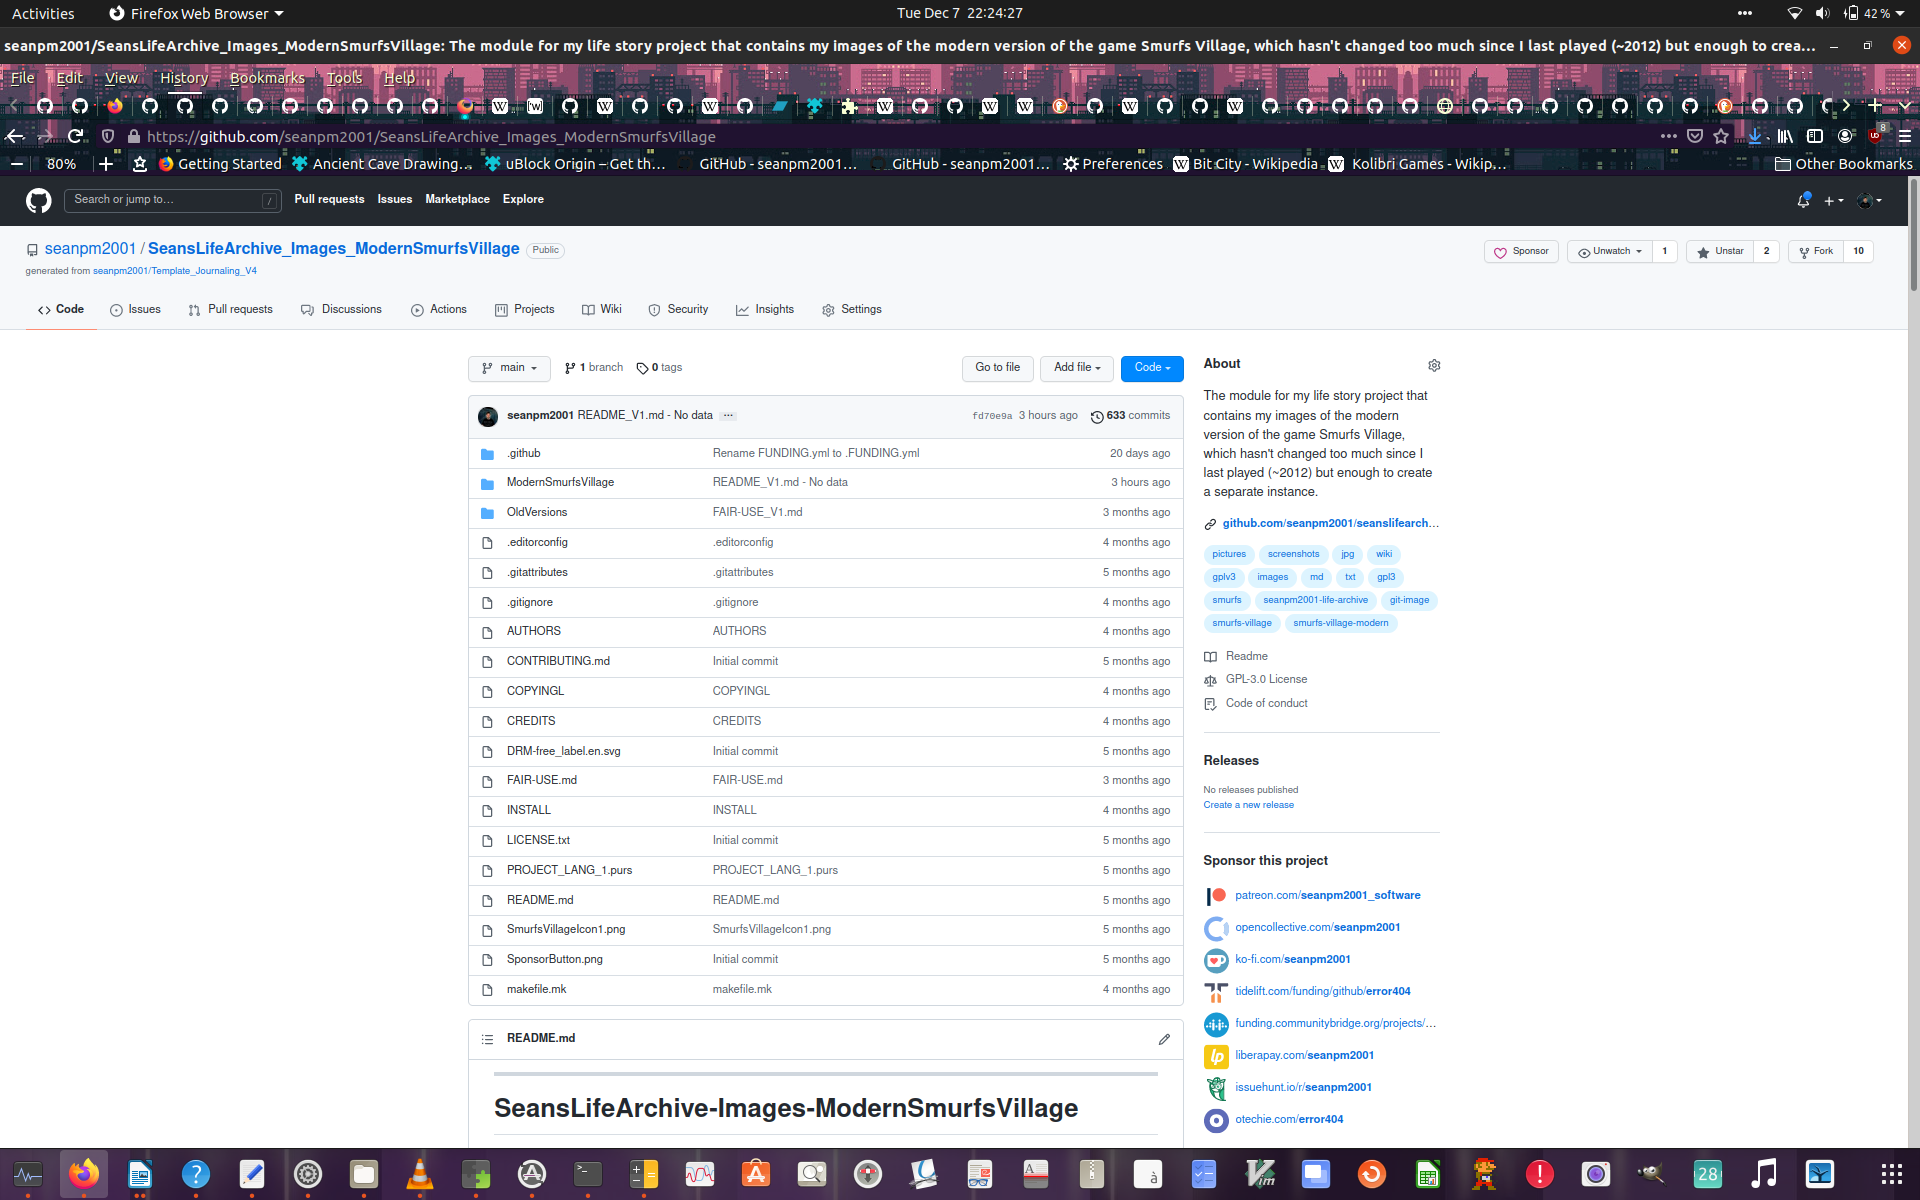 Activities Firefox Web Browser Tue Dec 7 22:24:27 42 %
seanpm2001/SeansLifeArchive_Images_ModernSmurfsVillage: The module for my life story project that contains my images of the modern version of the game Smurfs Village, which hasn't changed too much since I last played (~2012) but enough to crea…
File Edit View History Bookmarks Tools Help
https://github.com/seanpm2001/SeansLifeArchive_Images_ModernSmurfsVillage 8
80% Getting Started Ancient Cave Drawing… uBlock Origin – Get th… GitHub - seanpm2001… GitHub - seanpm2001… Preferences Bit City - Wikipedia Kolibri Games - Wikip… Other Bookmarks
Search or jump to… / Pull requests Issues Marketplace Explore
seanpm2001 / SeansLifeArchive_Images_ModernSmurfsVillage Public
Sponsor Unwatch 1 Unstar 2 Fork 10
generated from seanpm2001/Template_Journaling_V4
Code Issues Pull requests Discussions Actions Projects Wiki Security Insights Settings
main 1 branch 0 tags Go to file Add file Code
seanpm2001 README_V1.md - No data ... fd70e9a 3 hours ago 633 commits
.github Rename FUNDING.yml to .FUNDING.yml 20 days ago
ModernSmurfsVillage README_V1.md - No data 3 hours ago
OldVersions FAIR-USE_V1.md 3 months ago
.editorconfig .editorconfig 4 months ago
.gitattributes .gitattributes 5 months ago
.gitignore .gitignore 4 months ago
AUTHORS AUTHORS 4 months ago
CONTRIBUTING.md Initial commit 5 months ago
COPYINGL COPYINGL 4 months ago
CREDITS CREDITS 4 months ago
DRM-free_label.en.svg Initial commit 5 months ago
FAIR-USE.md FAIR-USE.md 3 months ago
INSTALL INSTALL 4 months ago
LICENSE.txt Initial commit 5 months ago
PROJECT_LANG_1.purs PROJECT_LANG_1.purs 5 months ago
README.md README.md 5 months ago
SmurfsVillageIcon1.png SmurfsVillageIcon1.png 5 months ago
SponsorButton.png Initial commit 5 months ago
makefile.mk makefile.mk 4 months ago
README.md
SeansLifeArchive-Images-ModernSmurfsVillage
About
The module for my life story project that
contains my images of the modern
version of the game Smurfs Village,
which hasn't changed too much since I
last played (~2012) but enough to create
a separate instance.
github.com/seanpm2001/seanslifearch…
pictures screenshots jpg wiki
gplv3 images md txt gpl3
smurfs seanpm2001-life-archive git-image
smurfs-village smurfs-village-modern
Readme
GPL-3.0 License
Code of conduct
Releases
No releases published
Create a new release
Sponsor this project
patreon.com/seanpm2001_software
opencollective.com/seanpm2001
ko-fi.com/seanpm2001
tidelift.com/funding/github/error404
funding.communitybridge.org/projects/…
liberapay.com/seanpm2001
issuehunt.io/r/seanpm2001
otechie.com/error404
28